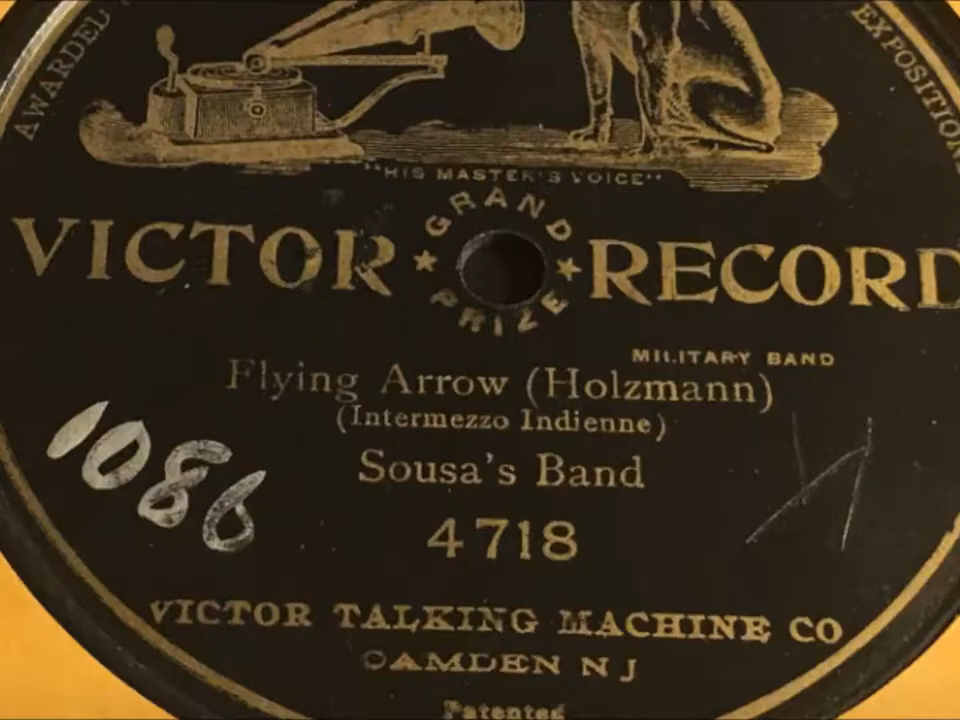 AWARDED
EXPOSITION
"HIS MASTER'S VOICE"
GRAND
VICTOR RECORD
PRIZE
MILITARY BAND
Flying Arrow (Holzmann)
(Intermezzo Indienne)
1086
Sousa's Band
4718
VICTOR TALKING MACHINE CO
CAMDEN N J
Patented